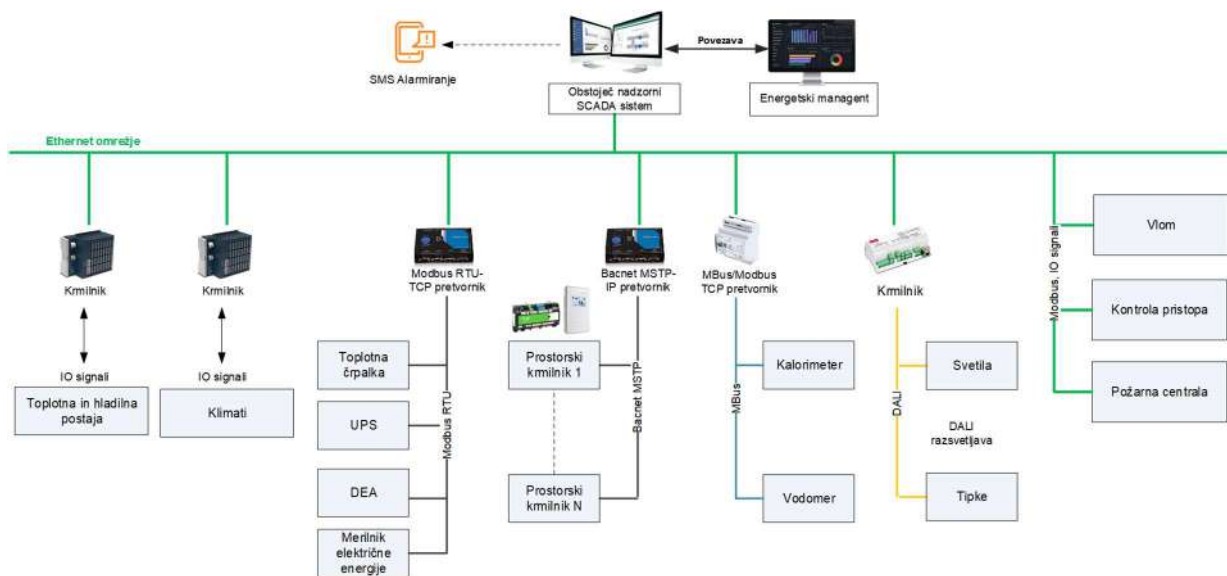 SMS Alarmiranje
Povezava
Obstoječ nadzorni
SCADA sistem
Energetski managent
Ethernet omrežje
Krmilnik
IO signali
Toplotna in hladilna
postaja
Krmilnik
IO signali
Klimati
Modbus RTU-
TCP pretvornik
Toplotna
črpalka
UPS
DEA
Merilnik
električne
energije
Modbus RTU
Bacnet MSTP-
IP pretvornik
Prostorski
krmilnik 1
Prostorski
krmilnik N
Bacnet MSTP
MBus/Modbus
TCP pretvornik
Kalorimeter
Vodomer
MBus
Krmilnik
Svetila
DALI
DALI
razsvetljava
Tipke
Modbus, IO signali
Vlom
Kontrola pristopa
Požarna centrala